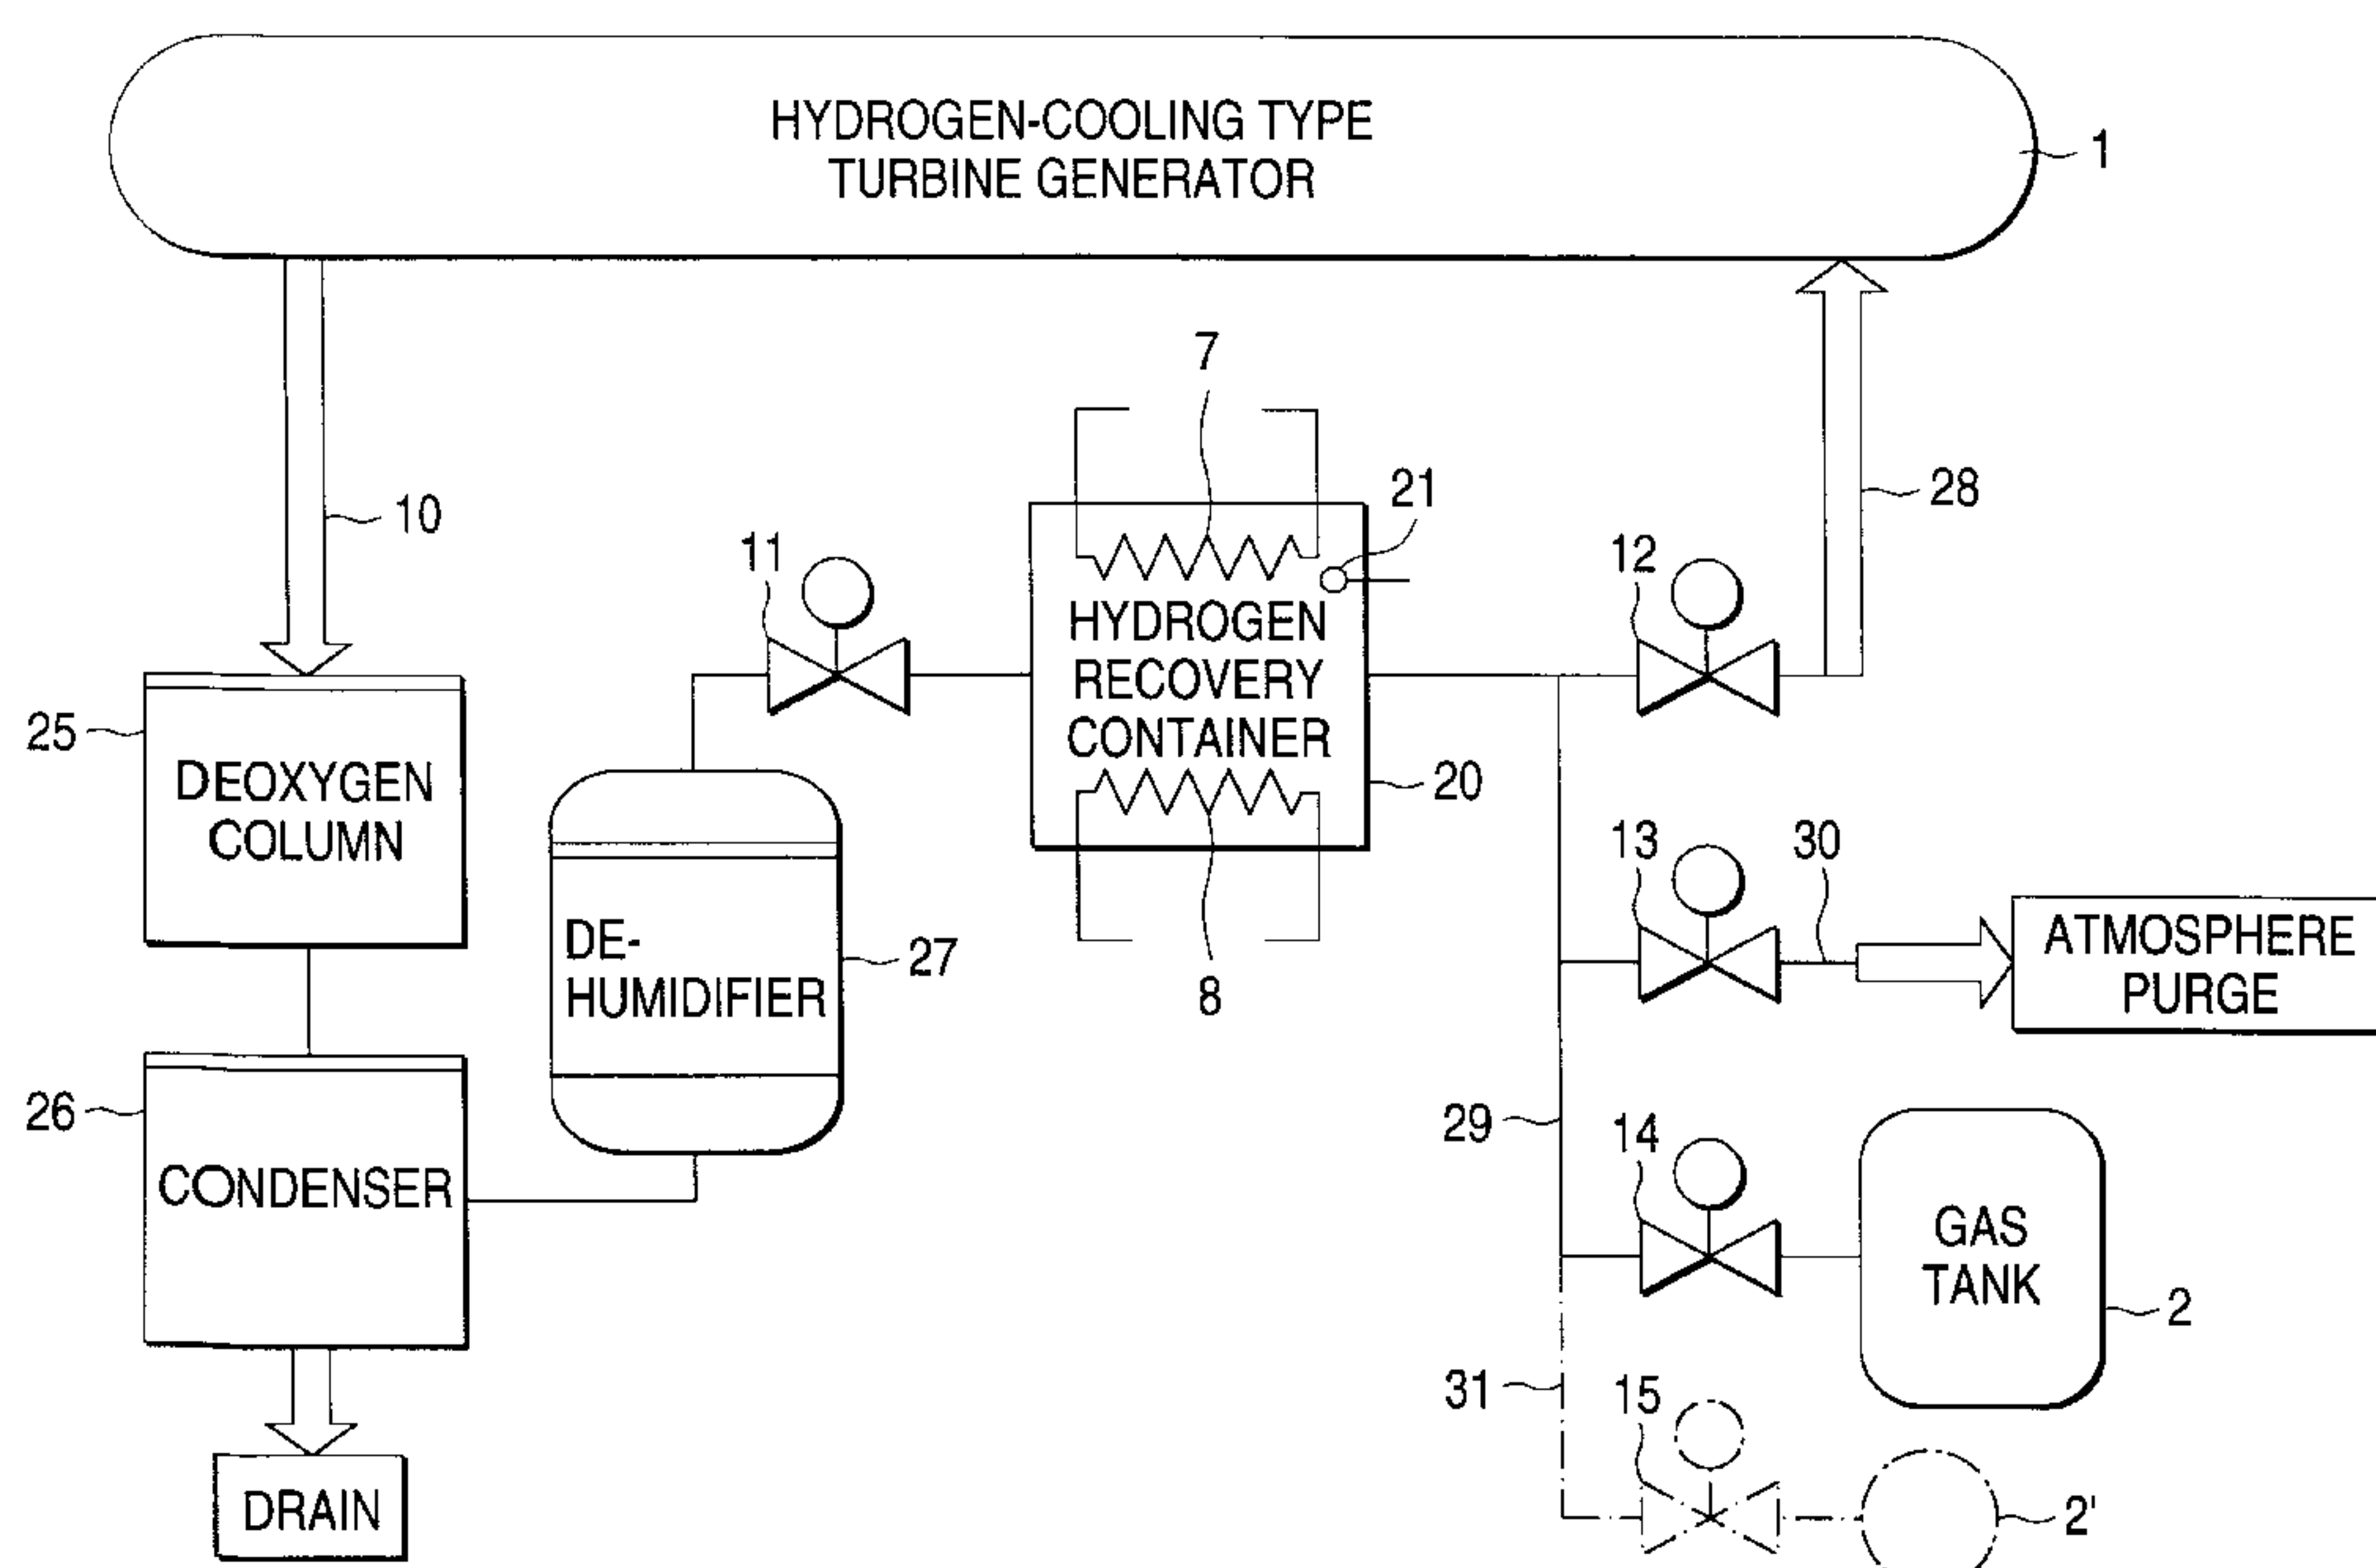 HYDROGEN-COOLING TYPE
TURBINE GENERATOR
1
7
21
28
10
11
12
HYDROGEN
RECOVERY
CONTAINER
25
DEOXYGEN
COLUMN
20
13
30
DE-
HUMIDIFIER
27
8
ATMOSPHERE
PURGE
26
CONDENSER
29
14
GAS
TANK
2
31
15
DRAIN
2'